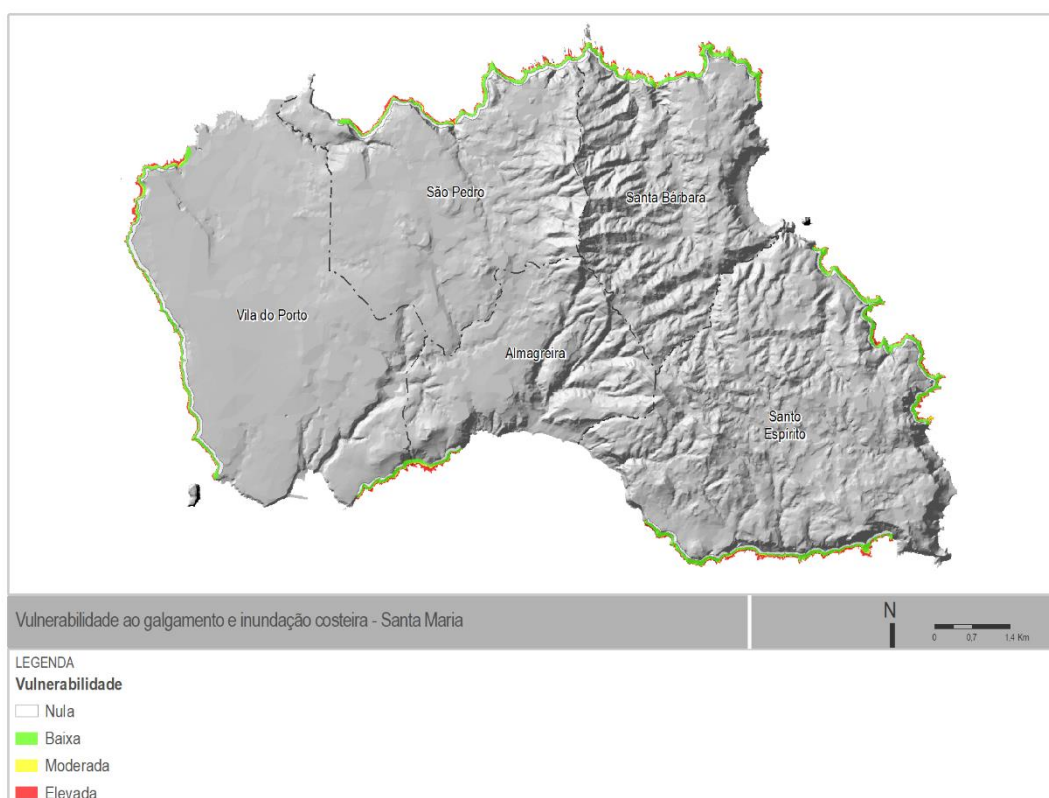 São Pedro
Santa Bárbara
Vila do Porto
Almagreira
Santo
Espírito
Vulnerabilidade ao galgamento e inundação costeira - Santa Maria
N
0 0,7 1,4 Km
LEGENDA
Vulnerabilidade
Nula
Baixa
Moderada
Elevada